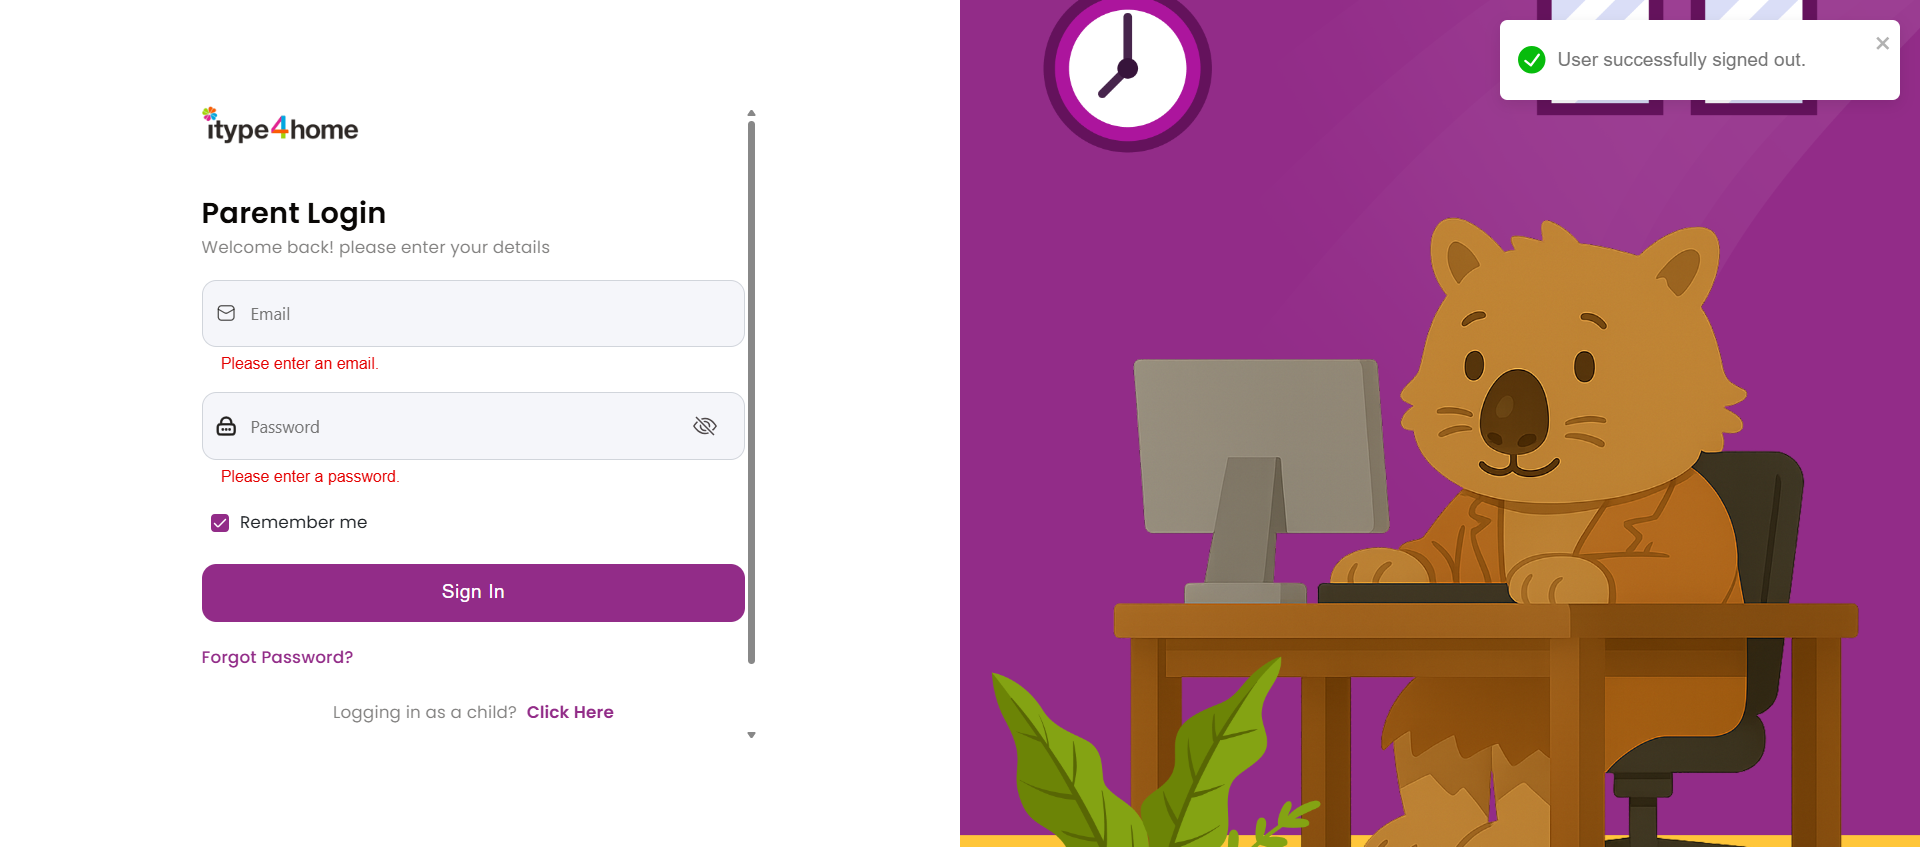 itype4home
Parent Login
Welcome back! please enter your details
Email
Please enter an email.
Password
Please enter a password.
Remember me
Sign In
Forgot Password?
Logging in as a child? Click Here
User successfully signed out.